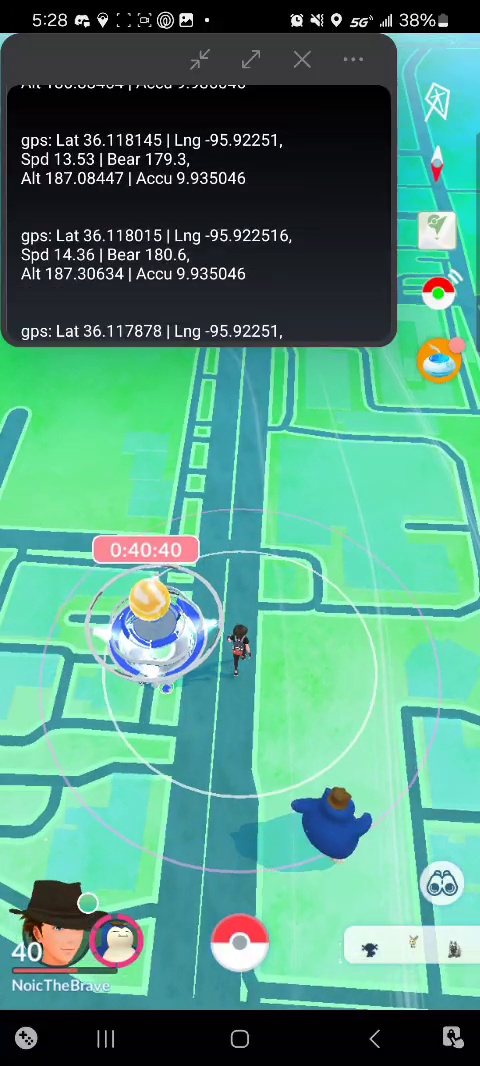 5:28
5G
38%
gps: Lat 36.118145 | Lng -95.92251,
Spd 13.53 | Bear 179.3,
Alt 187.08447 | Accu 9.935046
gps: Lat 36.118015 | Lng -95.922516,
Spd 14.36 | Bear 180.6,
Alt 187.30634 | Accu 9.935046
gps: Lat 36.117878 | Lng -95.92251,
0:40:40
40
NoicTheBrave